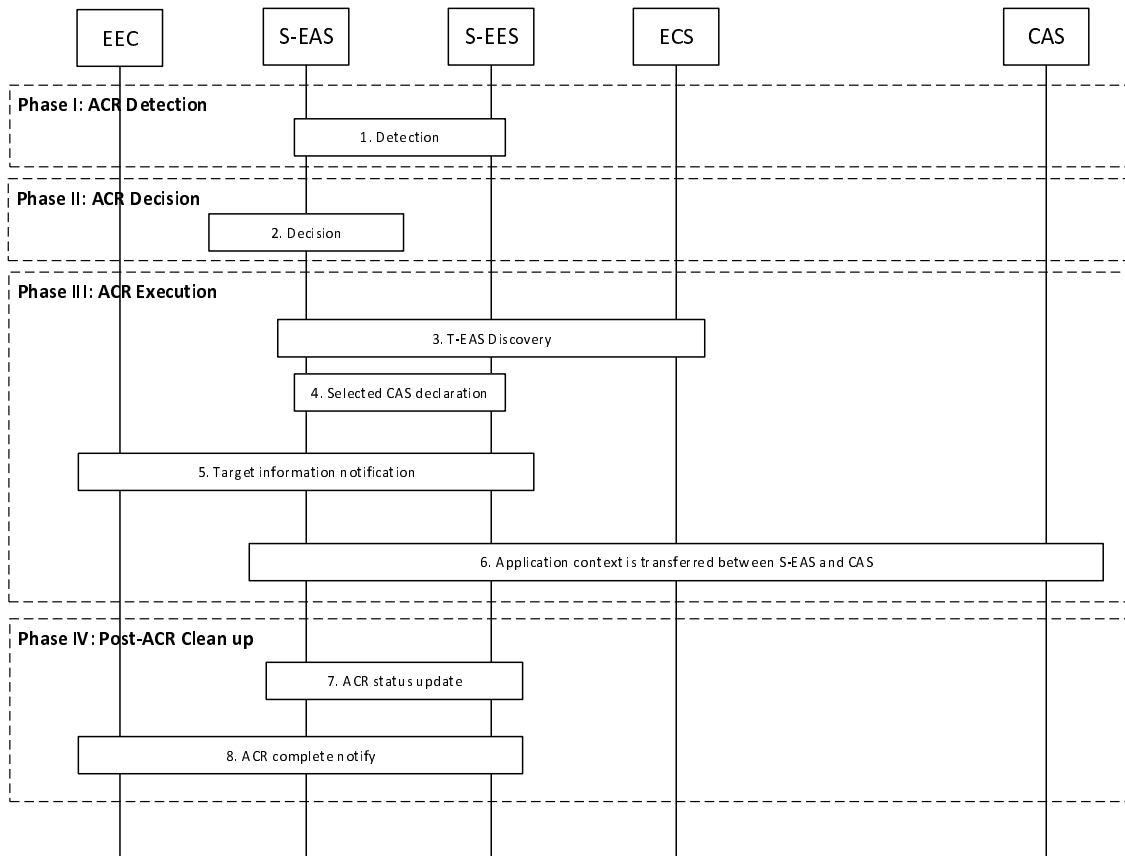 EEC
S-EAS
S-EES
ECS
CAS
Phase I: ACR Detection
1. Detection
Phase II: ACR Decision
2. Decision
Phase III: ACR Execution
3. T-EAS Discovery
4. Selected CAS declaration
5. Target information notification
6. Application context is transferred between S-EAS and CAS
Phase IV: Post-ACR Clean up
7. ACR status update
8. ACR complete notify